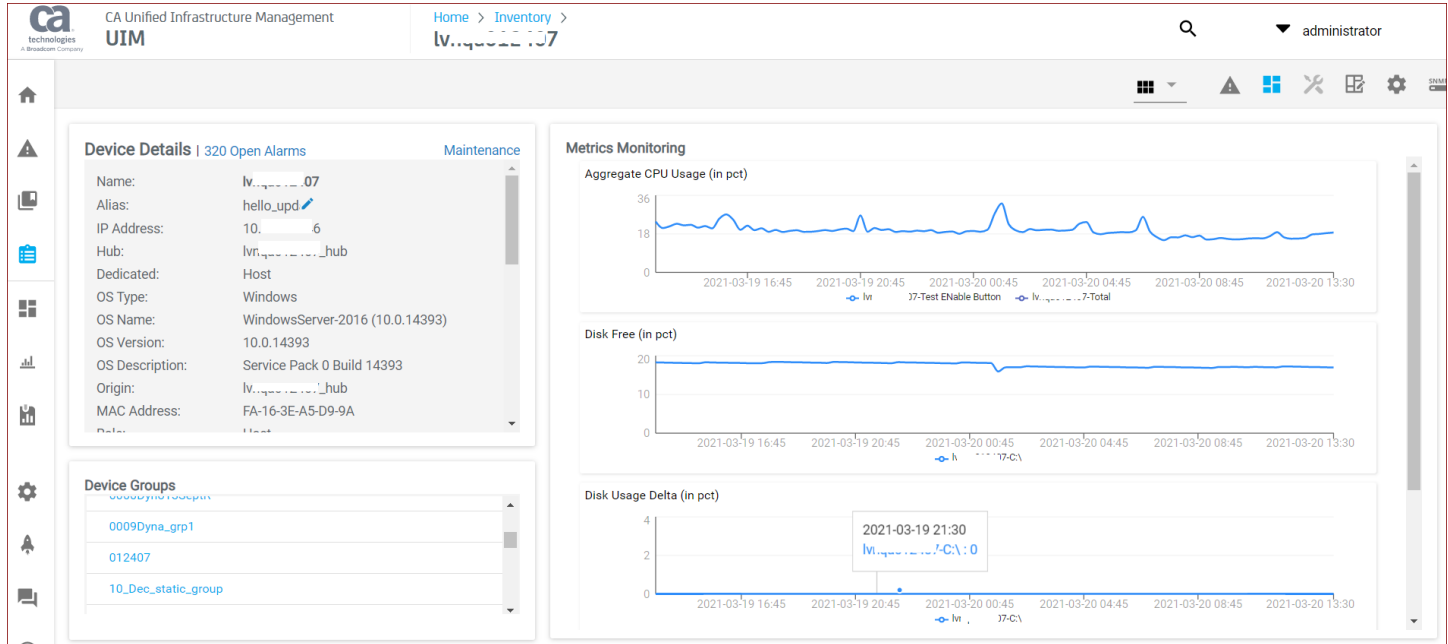 ca
technologies
A Broadcom Company
CA Unified Infrastructure Management
UIM
Home > Inventory >
administrator
SNMP
Device Details | 320 Open Alarms
Maintenance
Name:
Alias: hello_upd
IP Address: 10.
Hub: _hub
Dedicated: Host
OS Type: Windows
OS Name: WindowsServer-2016 (10.0.14393)
OS Version: 10.0.14393
OS Description: Service Pack 0 Build 14393
Origin: _hub
MAC Address: FA-16-3E-A5-D9-9A
Device Groups
0009Dyna_grp1
012407
10_Dec_static_group
Metrics Monitoring
Aggregate CPU Usage (in pct)
36
18
0
2021-03-19 16:45 2021-03-19 20:45 2021-03-20 00:45 2021-03-20 04:45 2021-03-20 08:45 2021-03-20 13:30
07-Test ENable Button 7-Total
Disk Free (in pct)
20
10
0
2021-03-19 16:45 2021-03-19 20:45 2021-03-20 00:45 2021-03-20 04:45 2021-03-20 08:45 2021-03-20 13:30
7-C:\
Disk Usage Delta (in pct)
4
2
0
2021-03-19 21:30
-C:\ : 0
2021-03-19 16:45 2021-03-19 20:45 2021-03-20 00:45 2021-03-20 04:45 2021-03-20 08:45 2021-03-20 13:30
7-C:\